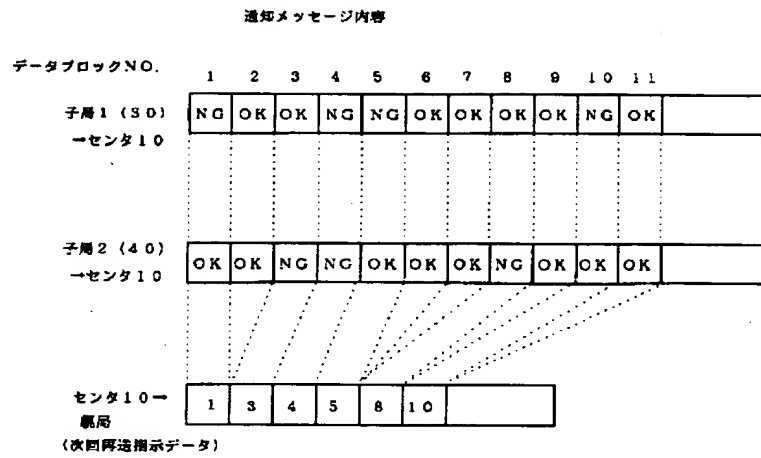 通知メッセージ内容
データブロックNO.
1 2 3 4 5 6 7 8 9 10 11
子局1(30)
→センタ10
NG OK OK NG NG OK OK OK OK NG OK
子局2(40)
→センタ10
OK OK NG NG OK OK OK NG OK OK OK
センタ10→
親局
(次回再送指示データ)
1 3 4 5 8 10